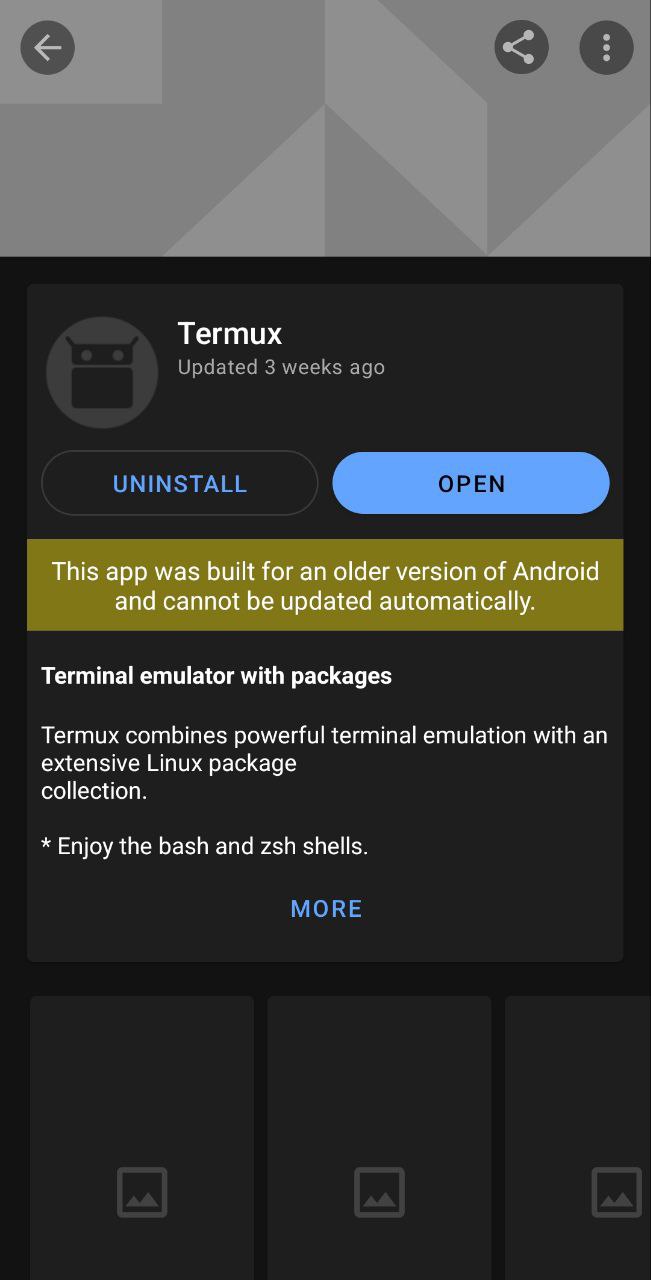 Termux
Updated 3 weeks ago
UNINSTALL
OPEN
This app was built for an older version of Android
and cannot be updated automatically.
Terminal emulator with packages
Termux combines powerful terminal emulation with an
extensive Linux package
collection.
* Enjoy the bash and zsh shells.
MORE